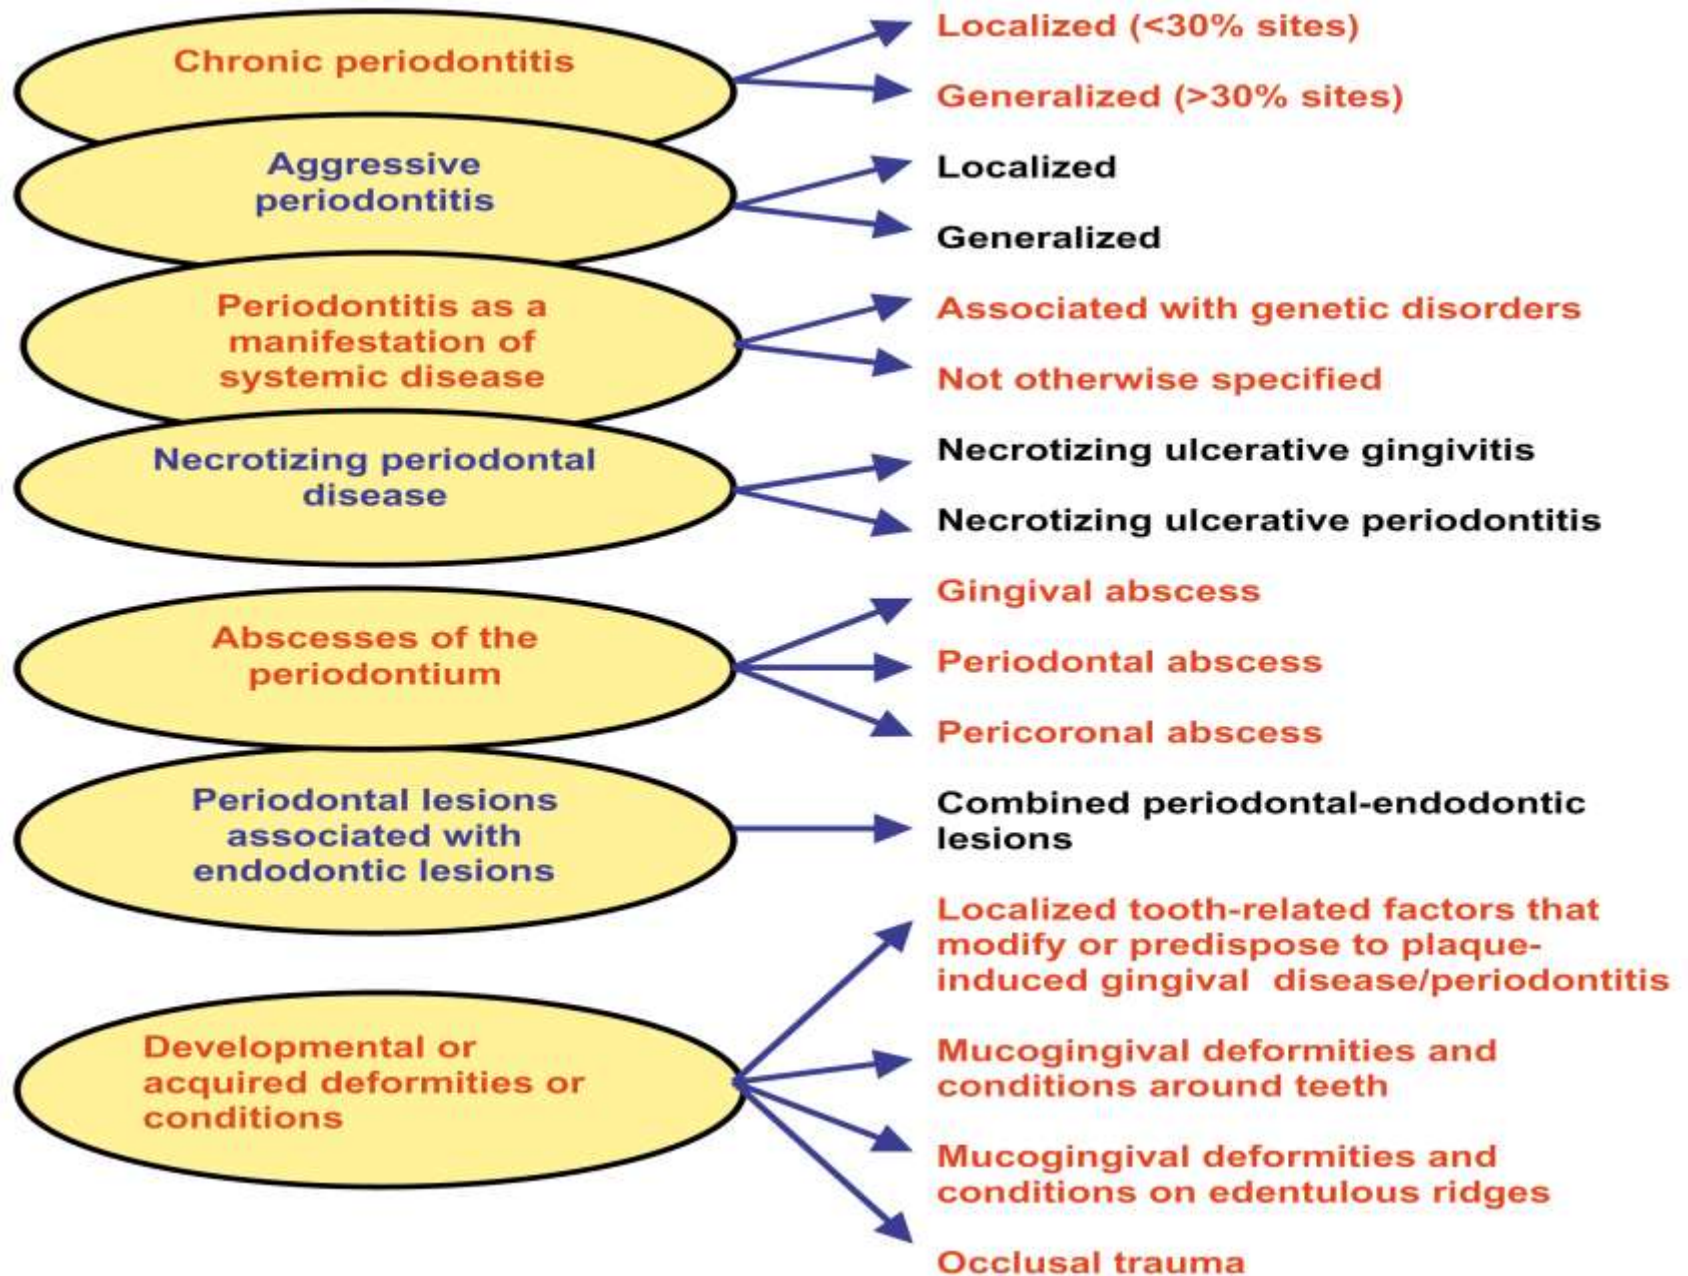 Chronic periodontitis
Localized (<30% sites)
Generalized (>30% sites)
Aggressive
periodontitis
Localized
Generalized
Periodontitis as a
manifestation of
systemic disease
Associated with genetic disorders
Not otherwise specified
Necrotizing periodontal
disease
Necrotizing ulcerative gingivitis
Necrotizing ulcerative periodontitis
Abscesses of the
periodontium
Gingival abscess
Periodontal abscess
Pericoronal abscess
Periodontal lesions
associated with
endodontic lesions
Combined periodontal-endodontic
lesions
Developmental or
acquired deformities or
conditions
Localized tooth-related factors that
modify or predispose to plaque-
induced gingival  disease/periodontitis
Mucogingival deformities and
conditions around teeth
Mucogingival deformities and
conditions on edentulous ridges
Occlusal trauma